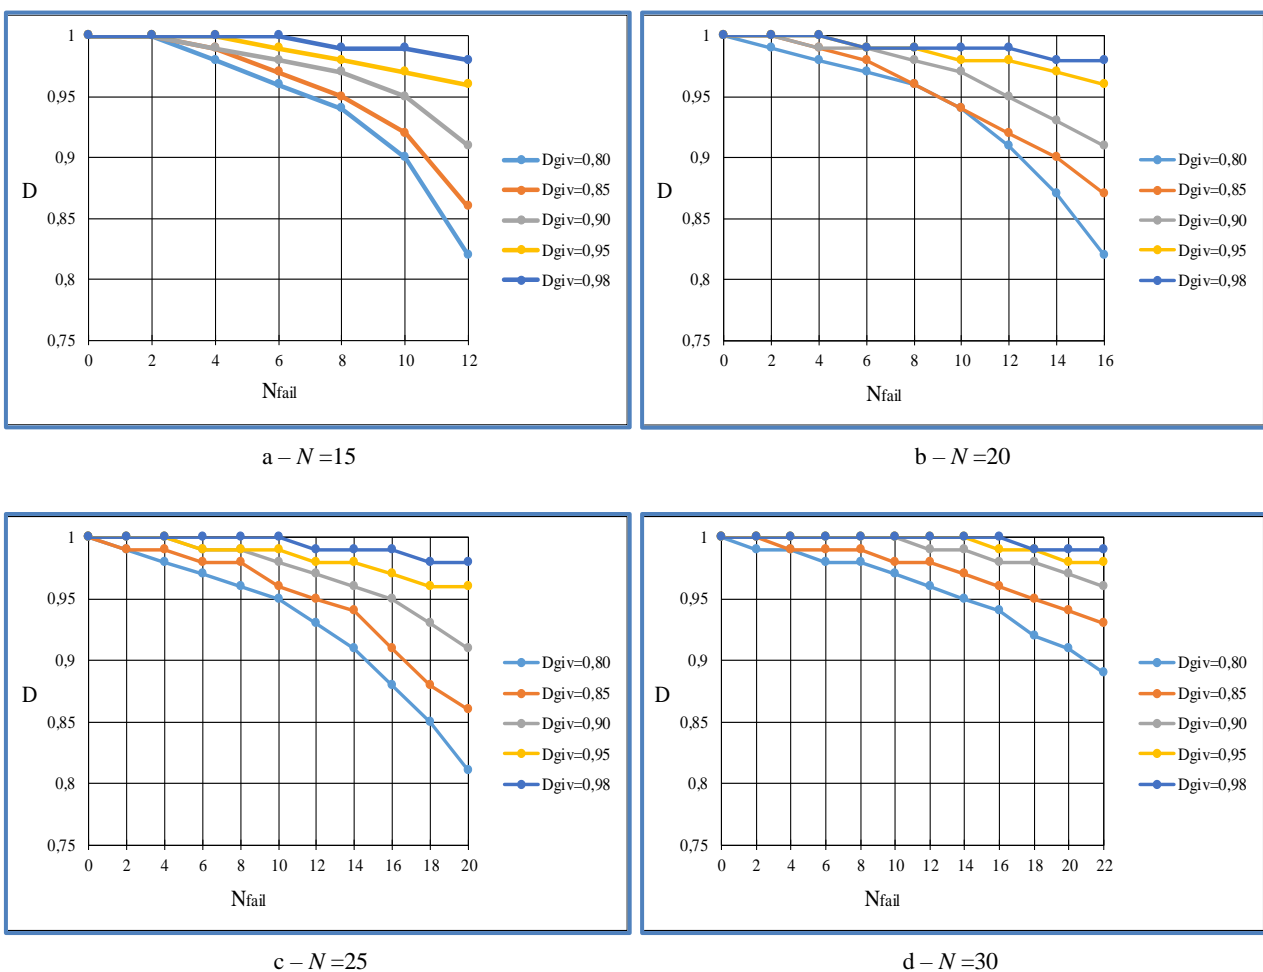 1
0,95
0,9
0,85
0,8
0,75
D
0 2 4 6 8 10 12
Nfail
Dgiv=0,80
Dgiv=0,85
Dgiv=0,90
Dgiv=0,95
Dgiv=0,98
a – N =15
1
0,95
0,9
0,85
0,8
0,75
D
0 2 4 6 8 10 12 14 16
Nfail
Dgiv=0,80
Dgiv=0,85
Dgiv=0,90
Dgiv=0,95
Dgiv=0,98
b – N =20
1
0,95
0,9
0,85
0,8
0,75
D
0 2 4 6 8 10 12 14 16 18 20
Nfail
Dgiv=0,80
Dgiv=0,85
Dgiv=0,90
Dgiv=0,95
Dgiv=0,98
c – N =25
1
0,95
0,9
0,85
0,8
0,75
D
0 2 4 6 8 10 12 14 16 18 20 22
Nfail
Dgiv=0,80
Dgiv=0,85
Dgiv=0,90
Dgiv=0,95
Dgiv=0,98
d – N =30